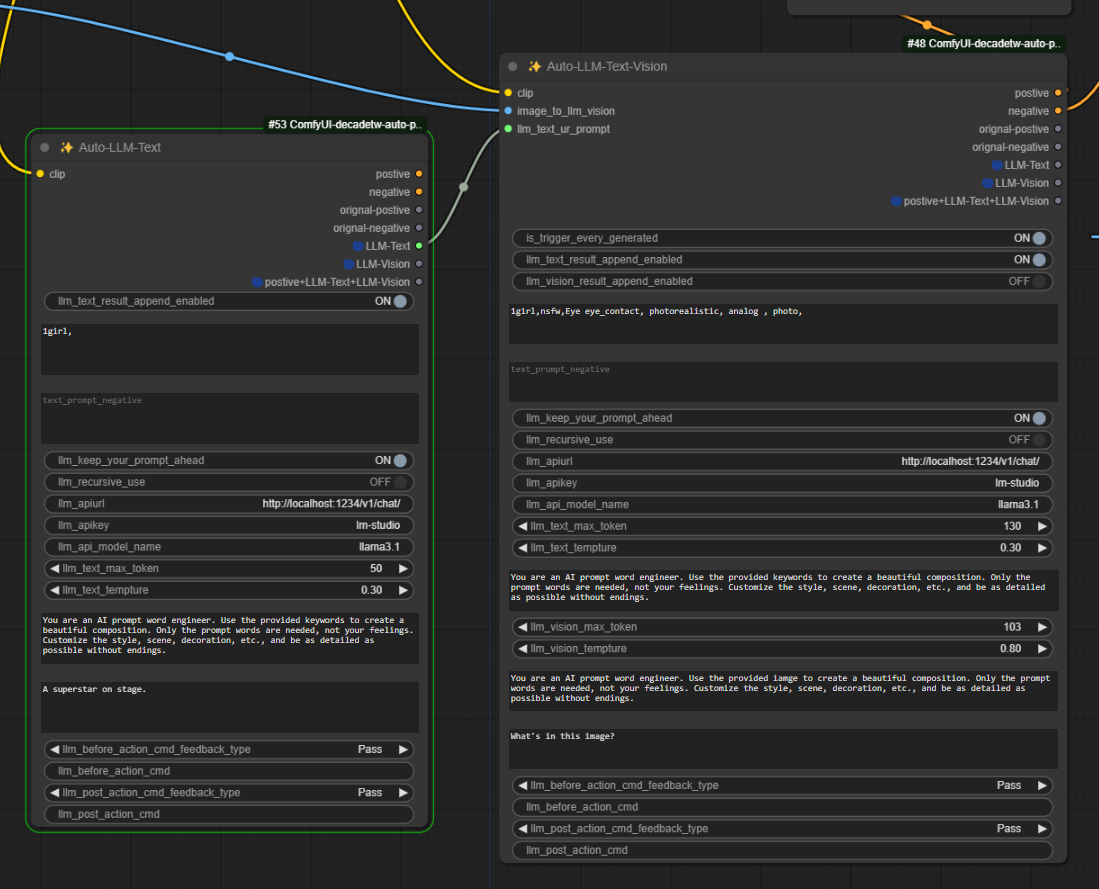 #53 ComfyUI-decadetw-auto-p..
✨ Auto-LLM-Text
clip
postive
negative
orignal-postive
orignal-negative
LLM-Text
LLM-Vision
postive+LLM-Text+LLM-Vision
llm_text_result_append_enabled ON
1girl,
text_prompt_negative
llm_keep_your_prompt_ahead ON
llm_recursive_use OFF
llm_apiurl http://localhost:1234/v1/chat/
llm_apikey lm-studio
llm_api_model_name llama3.1
llm_text_max_token 50
llm_text_tempture 0.30
You are an AI prompt word engineer. Use the provided keywords to create a
beautiful composition. Only the prompt words are needed, not your feelings.
Customize the style, scene, decoration, etc., and be as detailed as
possible without endings.
A superstar on stage.
llm_before_action_cmd_feedback_type Pass
llm_before_action_cmd
llm_post_action_cmd_feedback_type Pass
llm_post_action_cmd
#48 ComfyUI-decadetw-auto-p..
✨ Auto-LLM-Text-Vision
clip
image_to_llm_vision
llm_text_ur_prompt
postive
negative
orignal-postive
orignal-negative
LLM-Text
LLM-Vision
postive+LLM-Text+LLM-Vision
is_trigger_every_generated ON
llm_text_result_append_enabled ON
llm_vision_result_append_enabled OFF
1girl,nsfw,Eye eye_contact, photorealistic, analog , photo,
text_prompt_negative
llm_keep_your_prompt_ahead ON
llm_recursive_use OFF
llm_apiurl http://localhost:1234/v1/chat/
llm_apikey lm-studio
llm_api_model_name llama3.1
llm_text_max_token 130
llm_text_tempture 0.30
You are an AI prompt word engineer. Use the provided keywords to create a beautiful composition. Only the
prompt words are needed, not your feelings. Customize the style, scene, decoration, etc., and be as detailed
as possible without endings.
llm_vision_max_token 103
llm_vision_tempture 0.80
You are an AI prompt word engineer. Use the provided iamge to create a beautiful composition. Only the prompt
words are needed, not your feelings. Customize the style, scene, decoration, etc., and be as detailed as
possible without endings.
What's in this image?
llm_before_action_cmd_feedback_type Pass
llm_before_action_cmd
llm_post_action_cmd_feedback_type Pass
llm_post_action_cmd